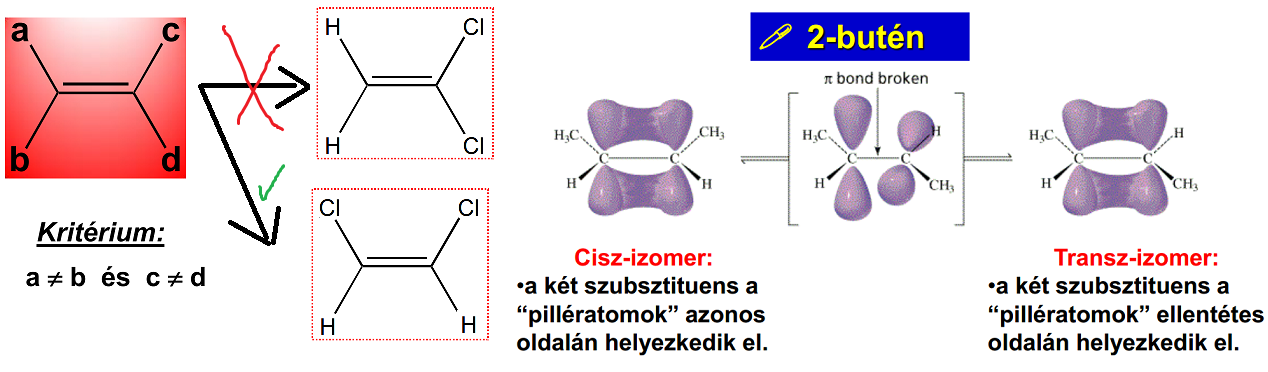 a c
b d
Kritérium:
a ≠ b és c ≠ d
H Cl
H Cl
Cl Cl
H H
2-butén
π bond broken
H₃C CH₃
C C
H H
H₃C H
C C
H CH₃
H₃C H
C C
H CH₃
Cisz-izomer:
•a két szubsztituens a
“pillératomok” azonos
oldalán helyezkedik el.
Transz-izomer:
•a két szubsztituens a
“pillératomok” ellentétes
oldalán helyezkedik el.